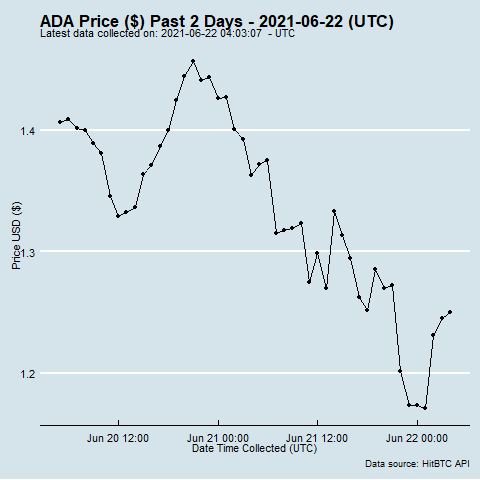 ADA Price ($) Past 2 Days - 2021-06-22 (UTC)
Latest data collected on: 2021-06-22 04:03:07  - UTC
Price USD ($)
1.4
1.3
1.2
Jun 20 12:00 Jun 21 00:00 Jun 21 12:00 Jun 22 00:00
Date Time Collected (UTC)
Data source: HitBTC API